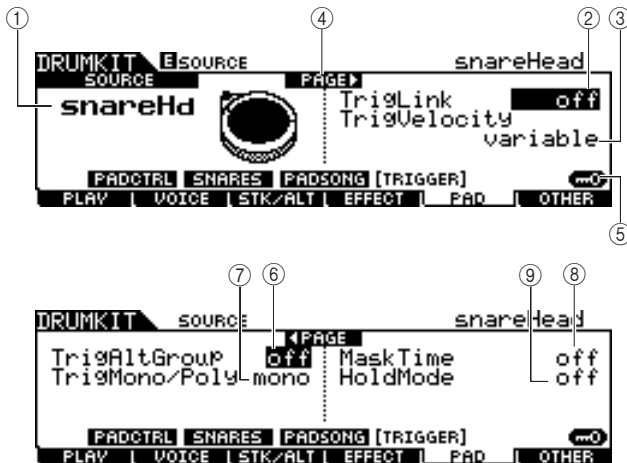 ① ④ ② ③
DRUMKIT E SOURCE snareHead
SOURCE PAGE▶
snareHd TrigLink off
TrigVelocity
variable
PADCTRL SNARES PADSONG [TRIGGER]
PLAY VOICE STK/ALT EFFECT PAD OTHER
⑤
⑦ ⑥ ⑨ ⑧
DRUMKIT SOURCE snareHead
◀PAGE
TrigAltGroup off MaskTime off
TrigMono/Poly mono HoldMode off
PADCTRL SNARES PADSONG [TRIGGER]
PLAY VOICE STK/ALT EFFECT PAD OTHER